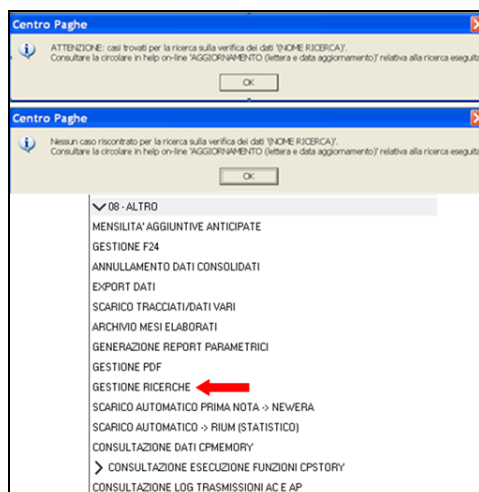 Centro Paghe
ATTENZIONE: casi trovati per la ricerca sulla verifica dei dati '(NOME RICERCA)'.
Consultare la circolare in help on-line 'AGGIORNAMENTO (lettera e data aggiornamento)' relativa alla ricerca eseguita
OK
Centro Paghe
Nessun caso riscontrato per la ricerca sulla verifica dei dati '(NOME RICERCA)'.
Consultare la circolare in help on-line 'AGGIORNAMENTO (lettera e data aggiornamento)' relativa alla ricerca eseguita
OK
08 - ALTRO
MENSILITA' AGGIUNTIVE ANTICIPATE
GESTIONE F24
ANNULLAMENTO DATI CONSOLIDATI
EXPORT DATI
SCARICO TRACCIATI/DATI VARI
ARCHIVIO MESI ELABORATI
GENERAZIONE REPORT PARAMETRICI
GESTIONE PDF
GESTIONE RICERCHE
SCARICO AUTOMATICO PRIMA NOTA -> NEWERA
SCARICO AUTOMATICO -> RIUM (STATISTICO)
CONSULTAZIONE DATI CPMEMORY
CONSULTAZIONE ESECUZIONE FUNZIONI CPSTORY
CONSULTAZIONE LOG TRASMISSIONI AC E AP